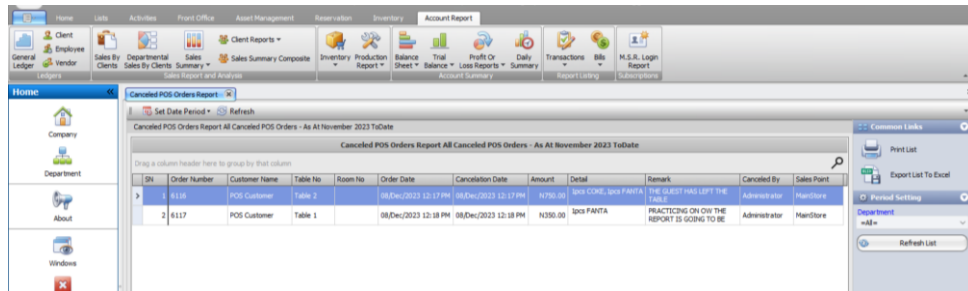 Home Lists Activities Front Office Asset Management Reservation Inventory Account Report
General Ledger
Client
Employee
Vendor
Ledgers
Sales By Clients
Departmental Sales By Clients
Sales Summary
Client Reports
Sales Summary Composite
Sales Report and Analysis
Inventory
Production Report
Balance Sheet
Trial Balance
Profit Or Loss Reports
Daily Summary
Account Summary
Transactions
Bills
Report Listing
M.S.R. Login Report
Subscriptions
Home
Company
Department
About
Windows
Canceled POS Orders Report
Set Date Period Refresh
Canceled POS Orders Report All Canceled POS Orders - As At November 2023 ToDate
Canceled POS Orders Report All Canceled POS Orders - As At November 2023 ToDate
Drag a column header here to group by that column
SN Order Number Customer Name Table No Room No Order Date Cancelation Date Amount Detail Remark Canceled By Sales Point
1 6116 POS Customer Table 2 08/Dec/2023 12:17 PM 08/Dec/2023 12:17 PM N750.00 1pcs COKE, 1pcs FANTA THE GUEST HAS LEFT THE TABLE Administrator MainStore
2 6117 POS Customer Table 1 08/Dec/2023 12:18 PM 08/Dec/2023 12:18 PM N350.00 1pcs FANTA PRACTICING ON OW THE REPORT IS GOING TO BE Administrator MainStore
Common Links
Print List
Export List To Excel
Period Setting
Department
=All=
Refresh List